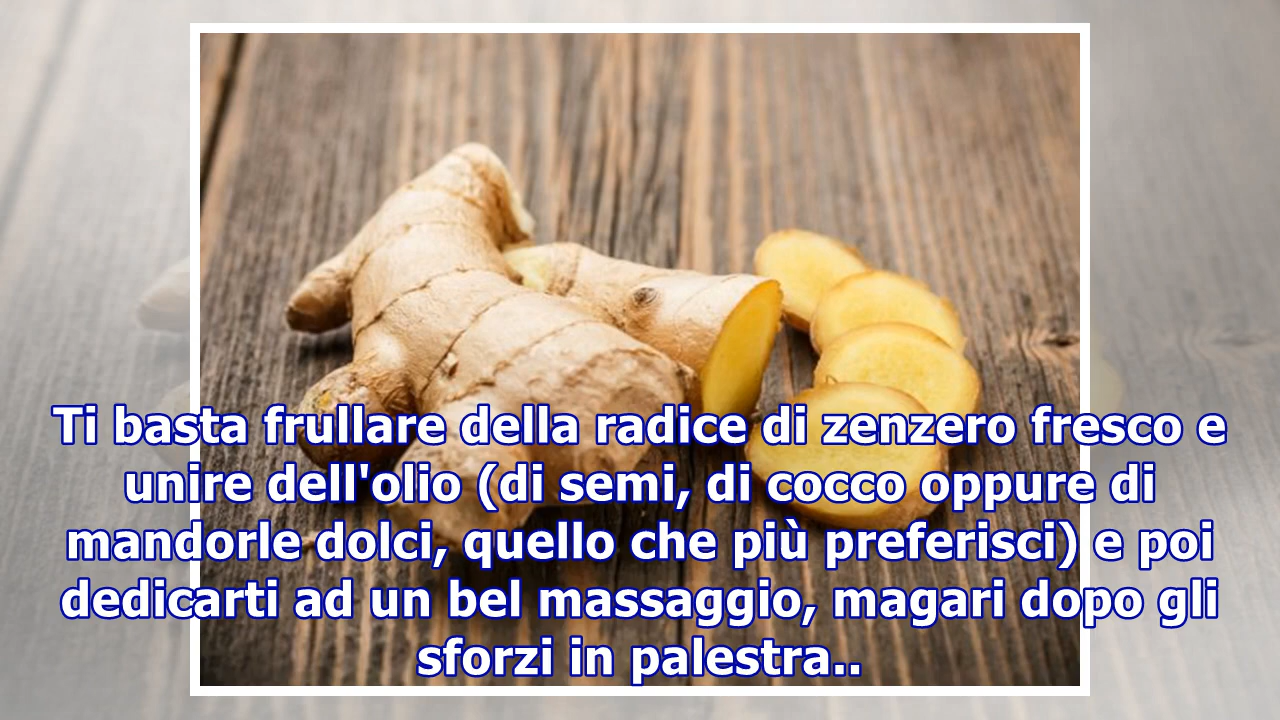 Ti basta frullare della radice di zenzero fresco e
unire dell'olio (di semi, di cocco oppure di
mandorle dolci, quello che più preferisci) e poi
dedicarti ad un bel massaggio, magari dopo gli
sforzi in palestra..